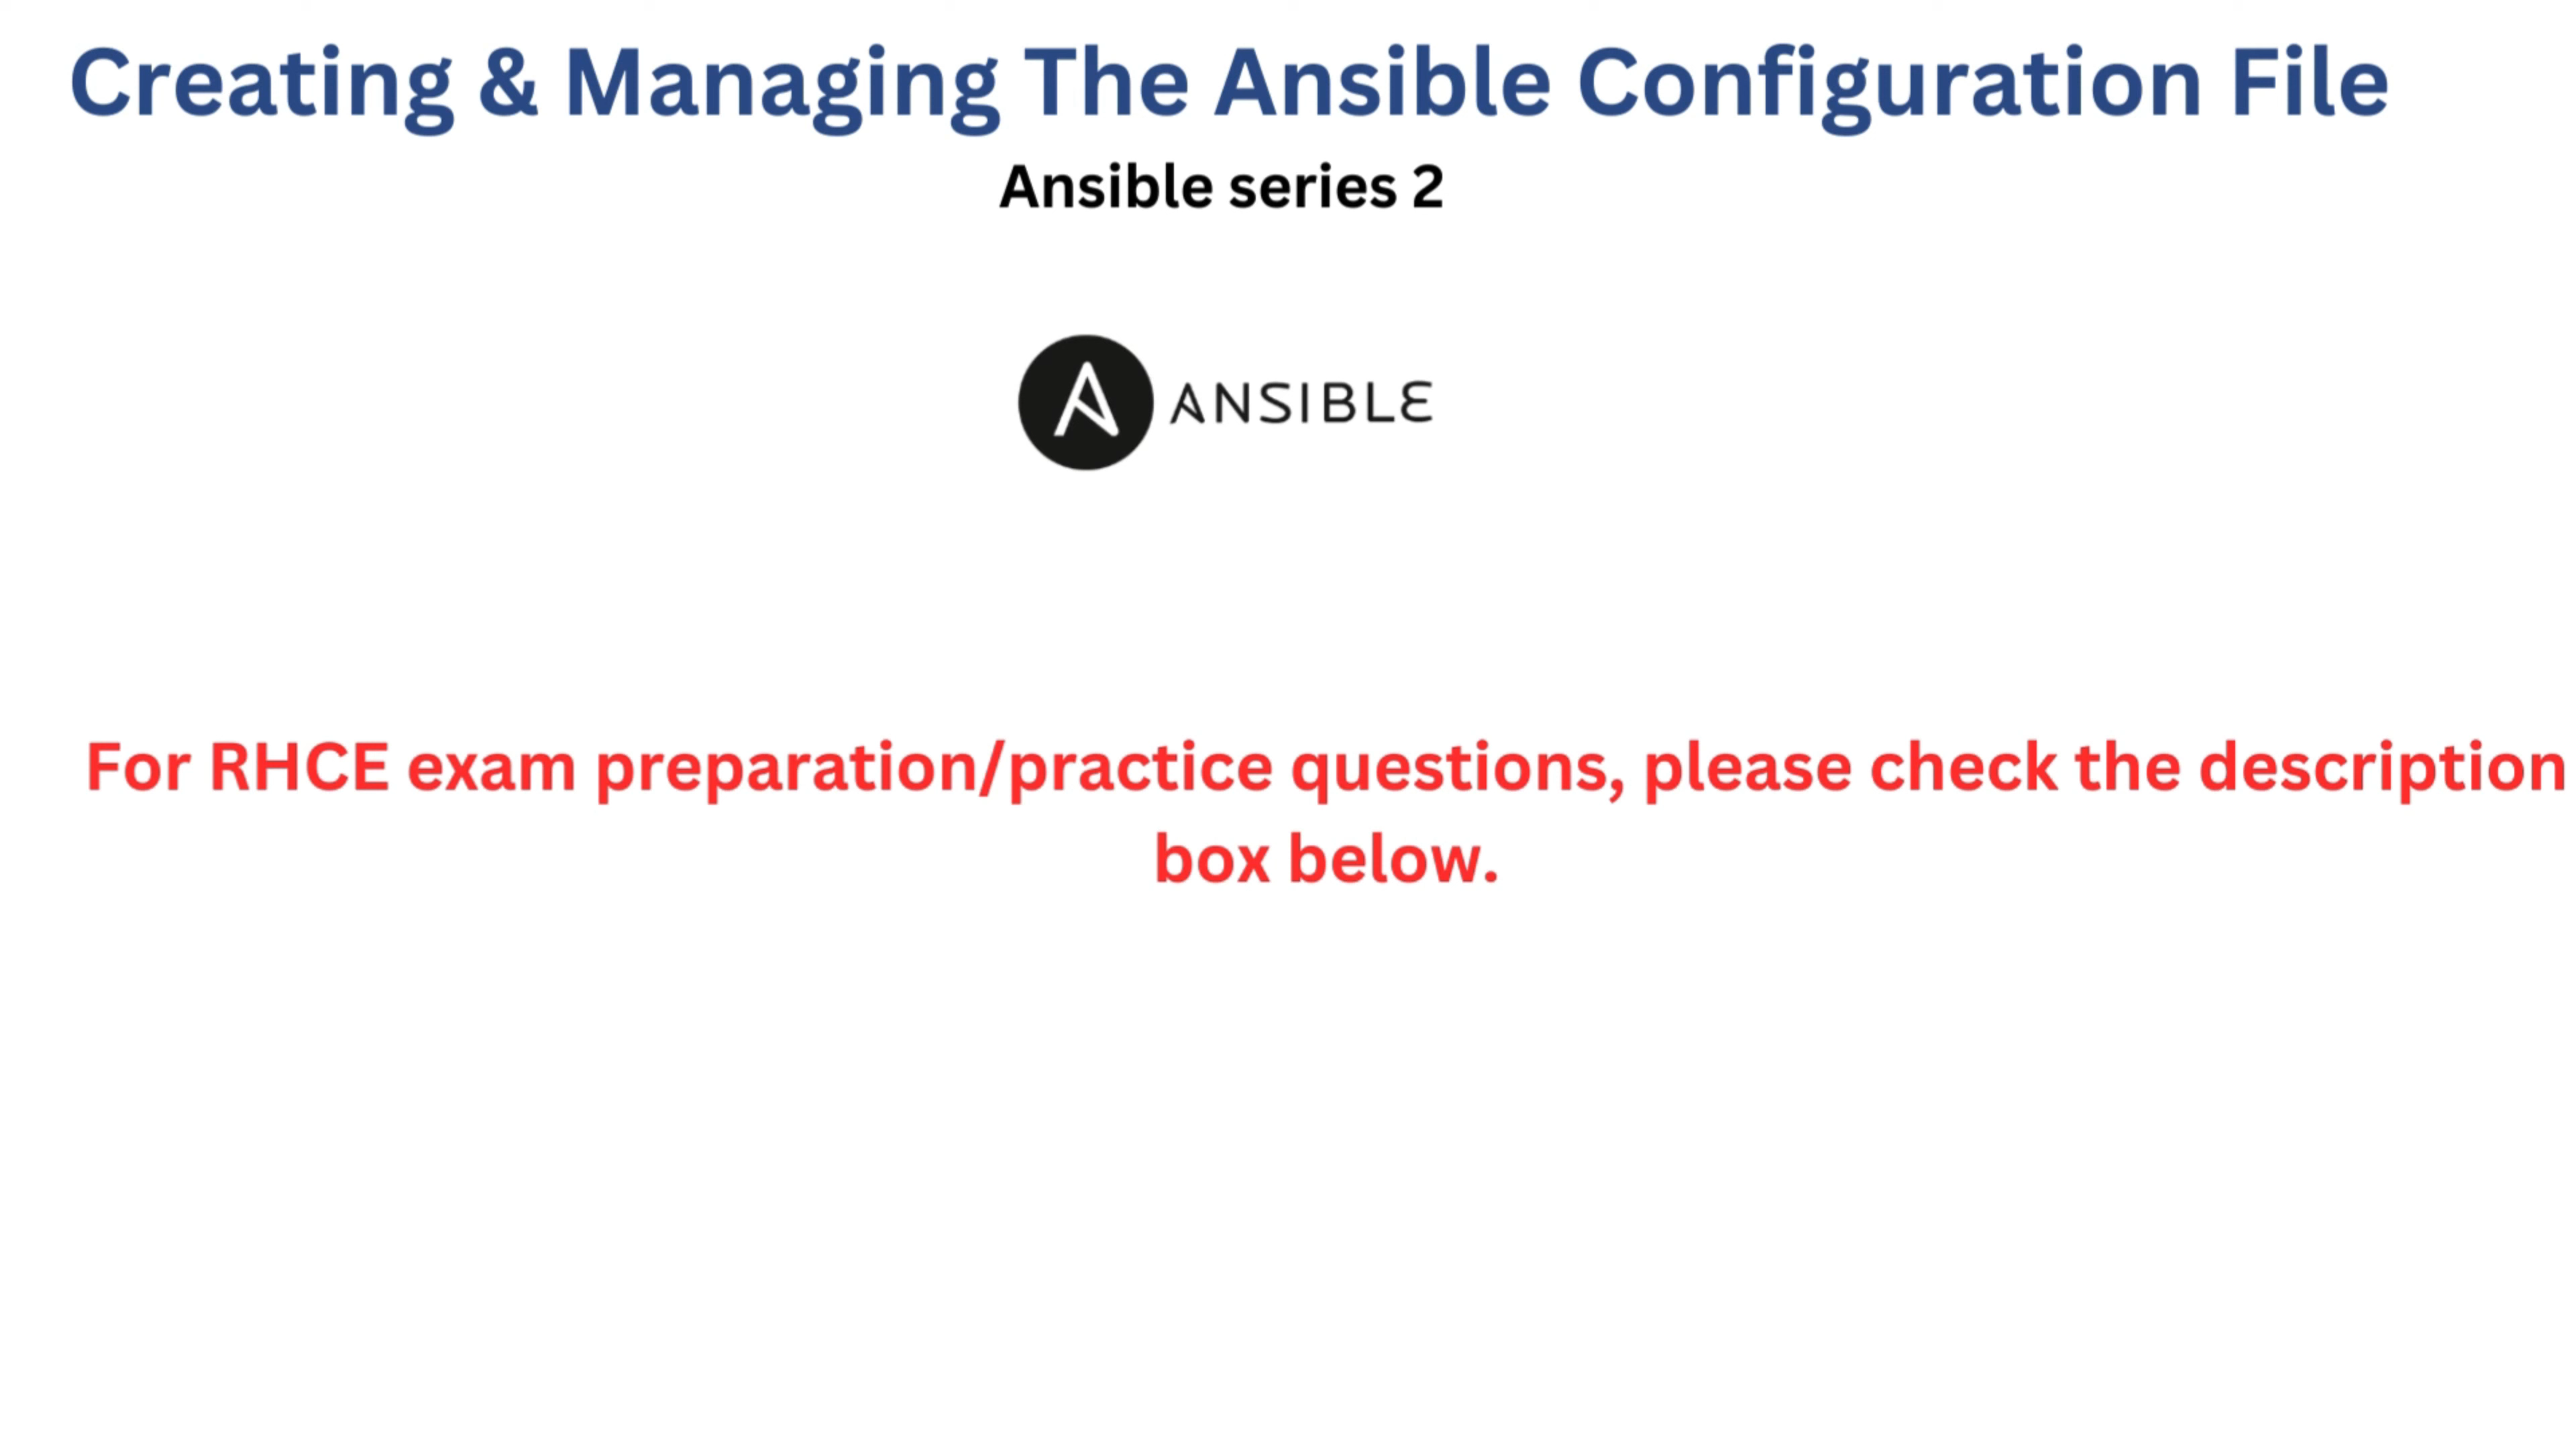 Creating & Managing The Ansible Configuration File
Ansible series 2
ANSIBLE
For RHCE exam preparation/practice questions, please check the description
box below.